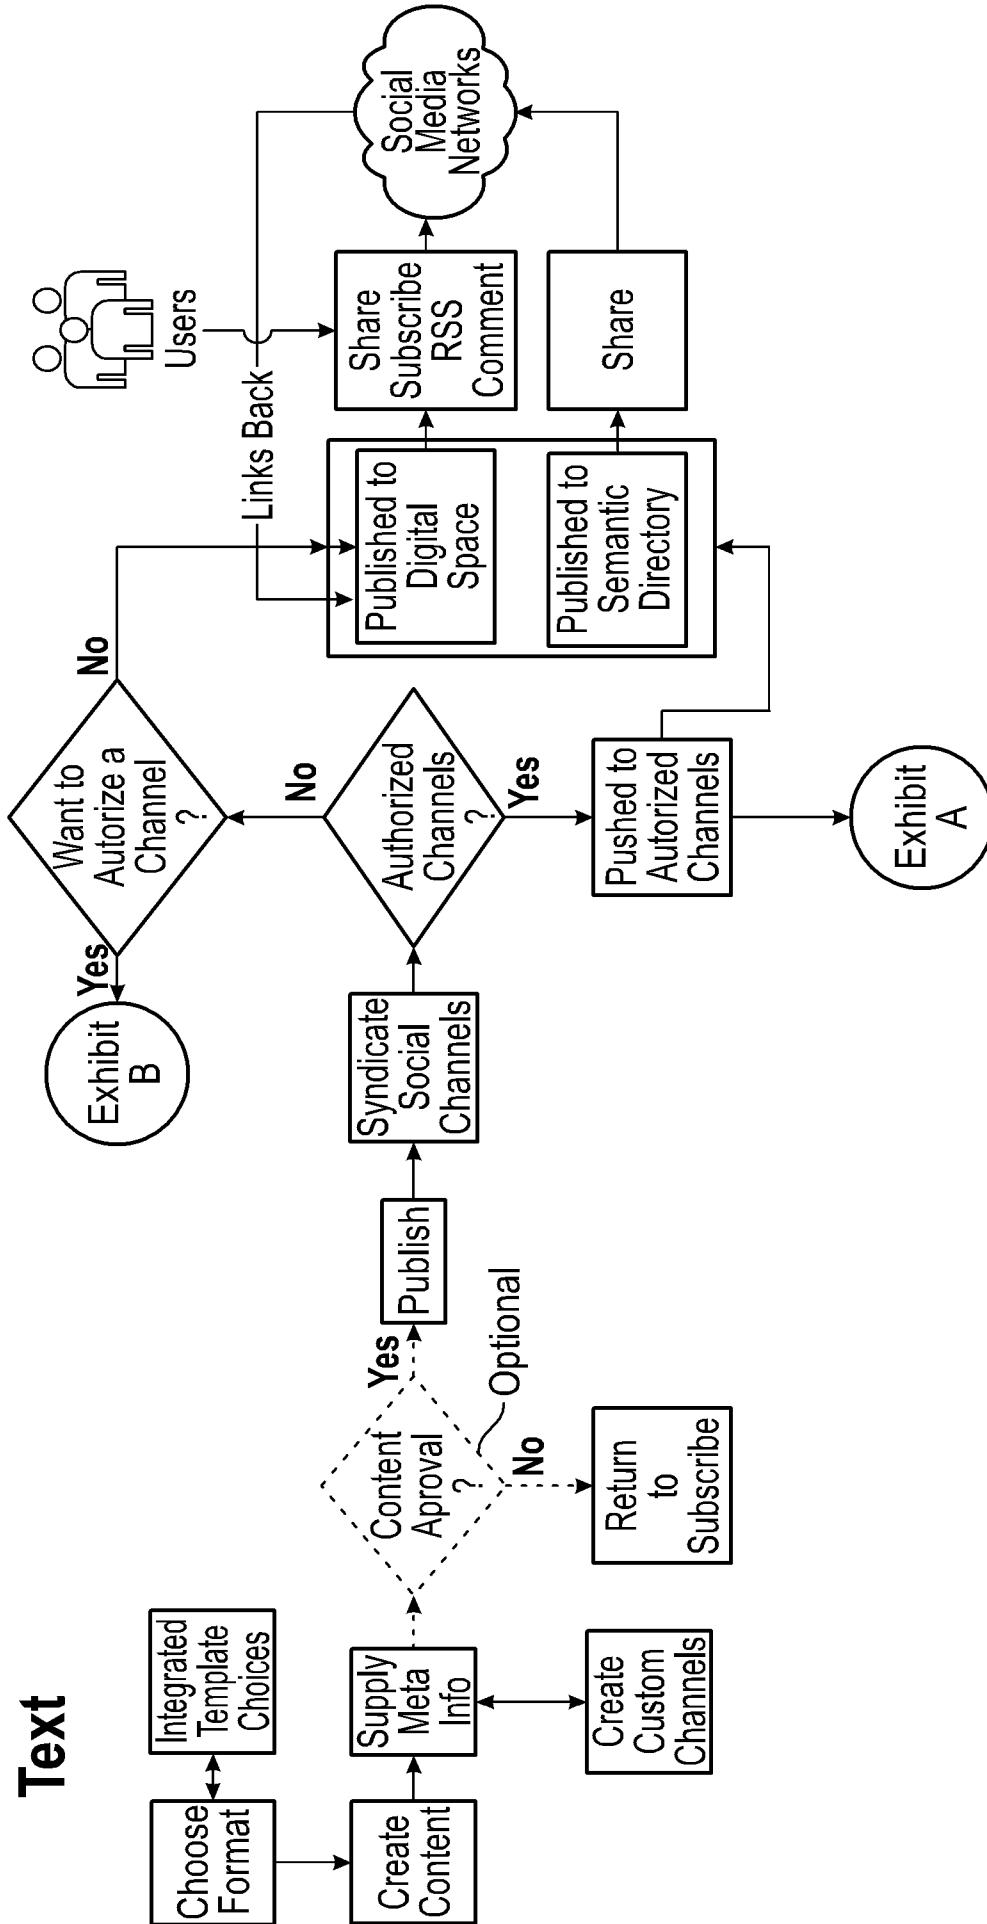 Text
Choose
Format
Integrated
Template
Choices
Create
Content
Supply
Meta
Info
Create
Custom
Channels
Content
Aproval
?
Optional
Yes
No
Return
to
Subscribe
Publish
Syndicate
Social
Channels
Authorized
Channels
?
No
Yes
Want to
Autorize a
Channel
?
Yes
No
Exhibit
B
Pushed to
Autorized
Channels
Exhibit
A
Published to
Digital
Space
Published to
Semantic
Directory
Links Back
Users
Share
Subscribe
RSS
Comment
Share
Social
Media
Networks